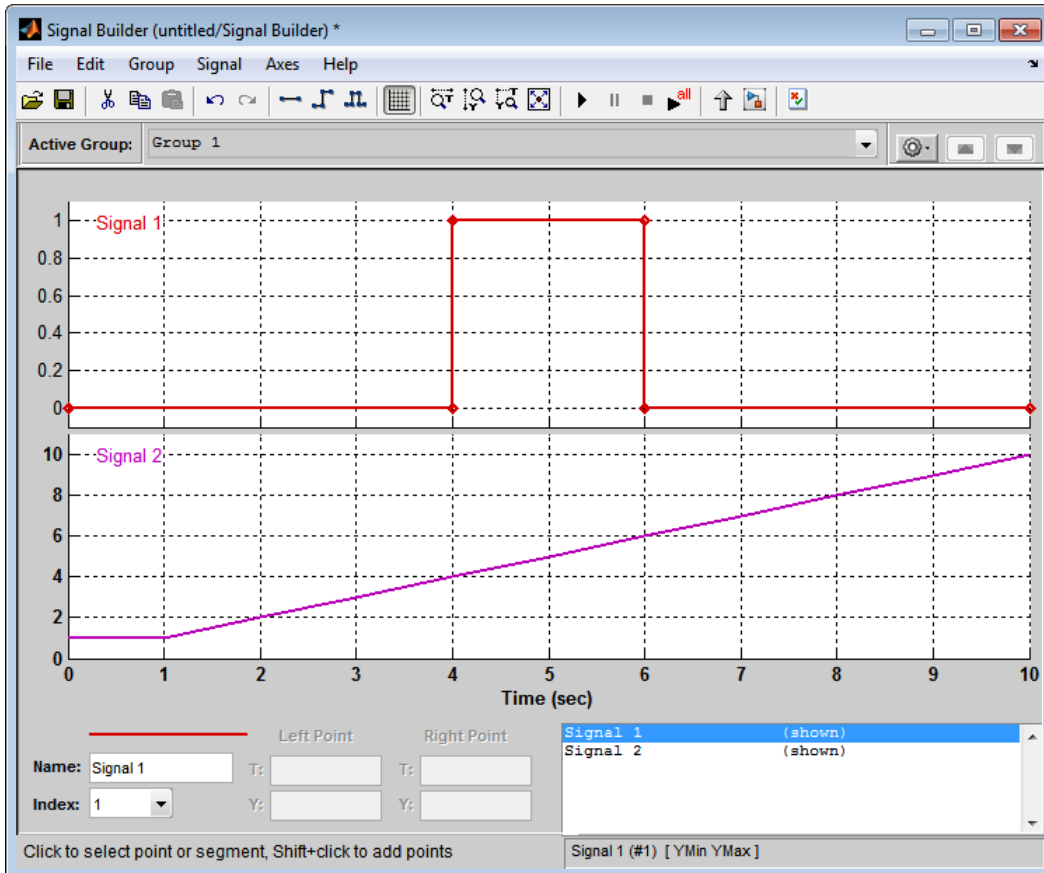 Signal Builder (untitled/Signal Builder) *
File Edit Group Signal Axes Help
all
Active Group: Group 1
Signal 1
1
0.8
0.6
0.4
0.2
0
Signal 2
10
8
6
4
2
0
0 1 2 3 4 5 6 7 8 9 10
Time (sec)
Left Point Right Point
Name: Signal 1 T: T:
Index: 1 Y: Y:
Signal 1 (shown)
Signal 2 (shown)
Click to select point or segment, Shift+click to add points
Signal 1 (#1) [ YMin YMax ]